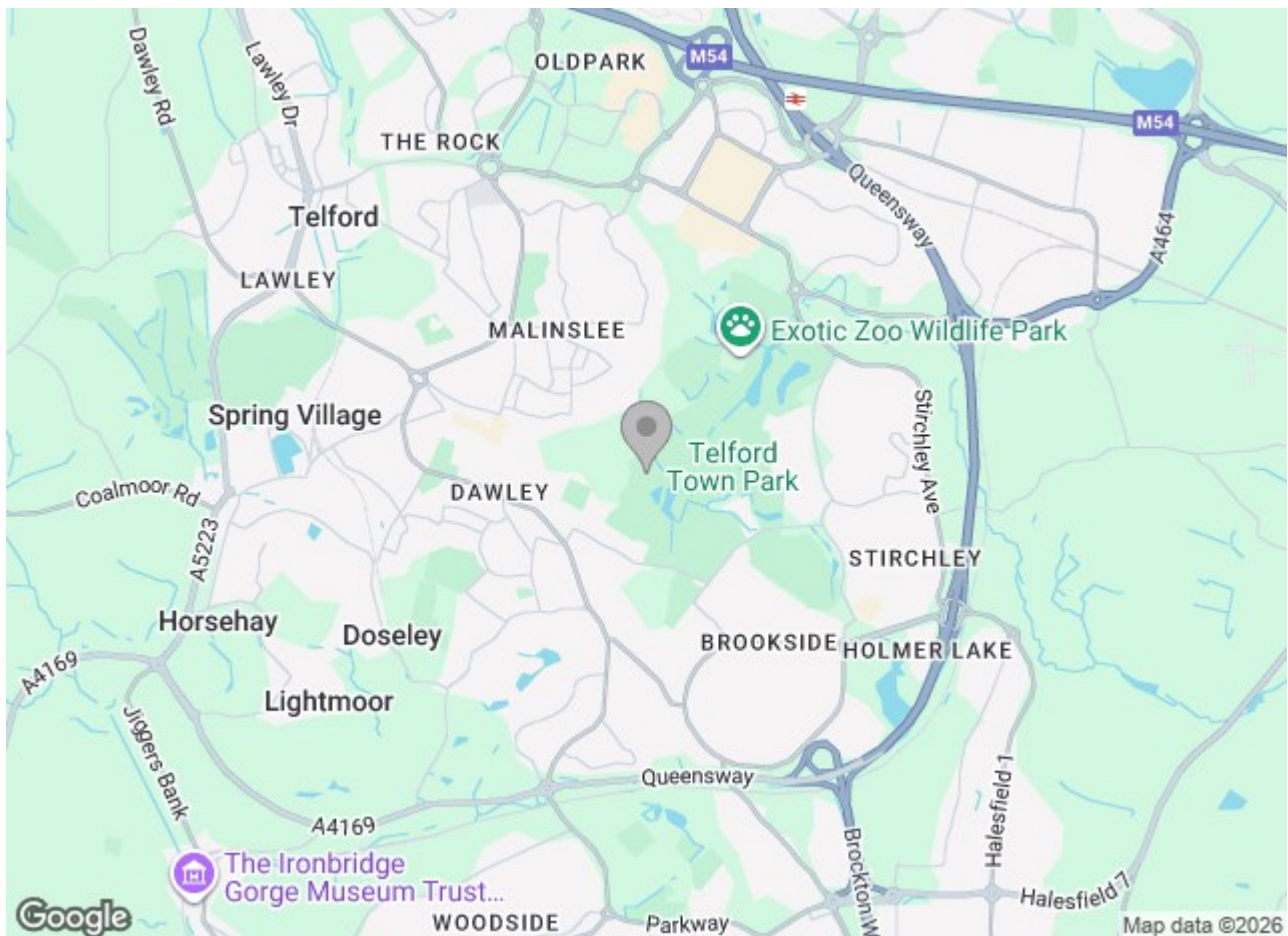 Dawley Rd
Lawley Dr
OLDPARK
M54
M54
THE ROCK
Queensway
Telford
A464
LAWLEY
MALINSLEE
Exotic Zoo Wildlife Park
Spring Village
Stirchley Ave
Telford
Town Park
Coalmoor Rd
DAWLEY
A5223
STIRCHLEY
Horsehay
Doseley
BROOKSIDE
HOLMER LAKE
A4169
Lightmoor
Jiggers Bank
Queensway
Halesfield 1
A4169
The Ironbridge
Gorge Museum Trust...
Brockton W
Halesfield 7
WOODSIDE
Parkway
Google
Map data ©2026